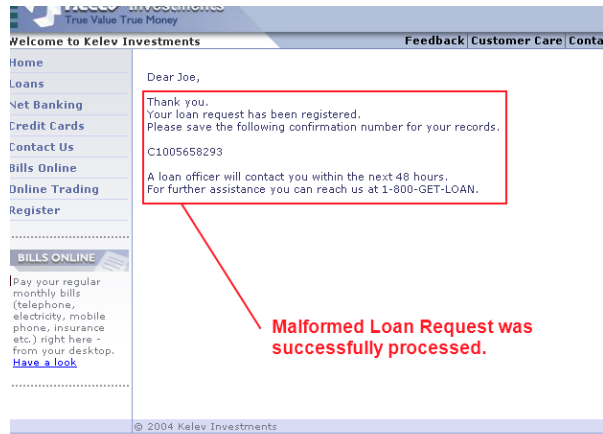 Kelev Investments
True Value True Money
Welcome to Kelev Investments
Feedback Customer Care
Home
Loans
Net Banking
Credit Cards
Contact Us
Bills Online
Online Trading
Register
BILLS ONLINE
Pay your regular
monthly bills
(telephone,
electricity, mobile
phone, insurance
etc.) right here -
from your desktop.
Have a look
Dear Joe,
Thank you.
Your loan request has been registered.
Please save the following confirmation number for your records.
C1005658293
A loan officer will contact you within the next 48 hours.
For further assistance you can reach us at 1-800-GET-LOAN.
Malformed Loan Request was
successfully processed.
© 2004 Kelev Investments